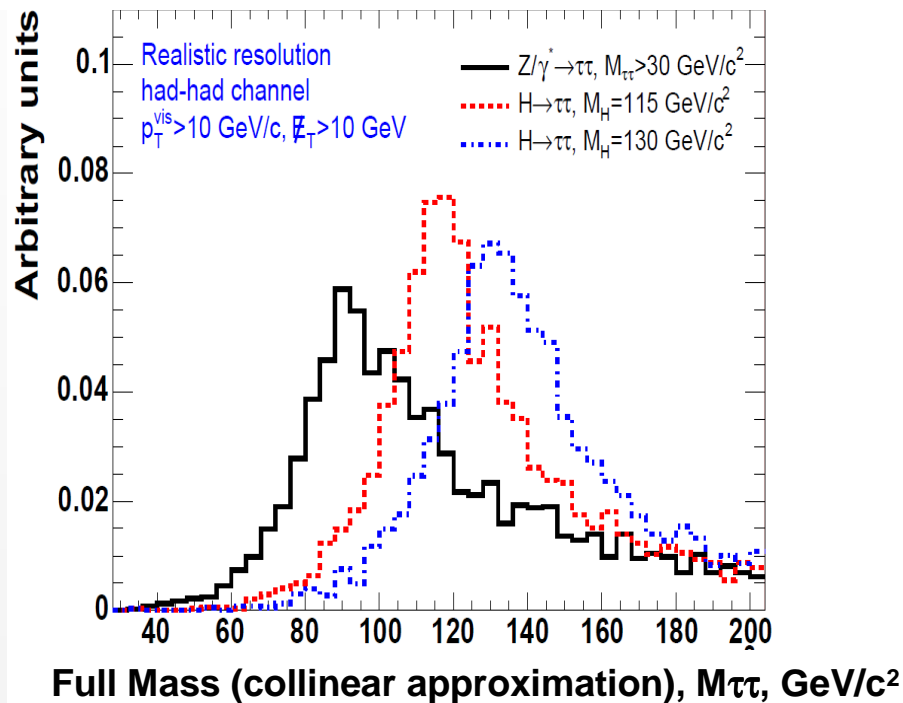 Arbitrary units
0.1
0.08
0.06
0.04
0.02
0
Realistic resolution
had-had channel
p_T^vis>10 GeV/c, E̸_T>10 GeV
Z/γ*→ττ, M_ττ>30 GeV/c²
H→ττ, M_H=115 GeV/c²
H→ττ, M_H=130 GeV/c²
40 60 80 100 120 140 160 180 200
Full Mass (collinear approximation), Mττ, GeV/c²